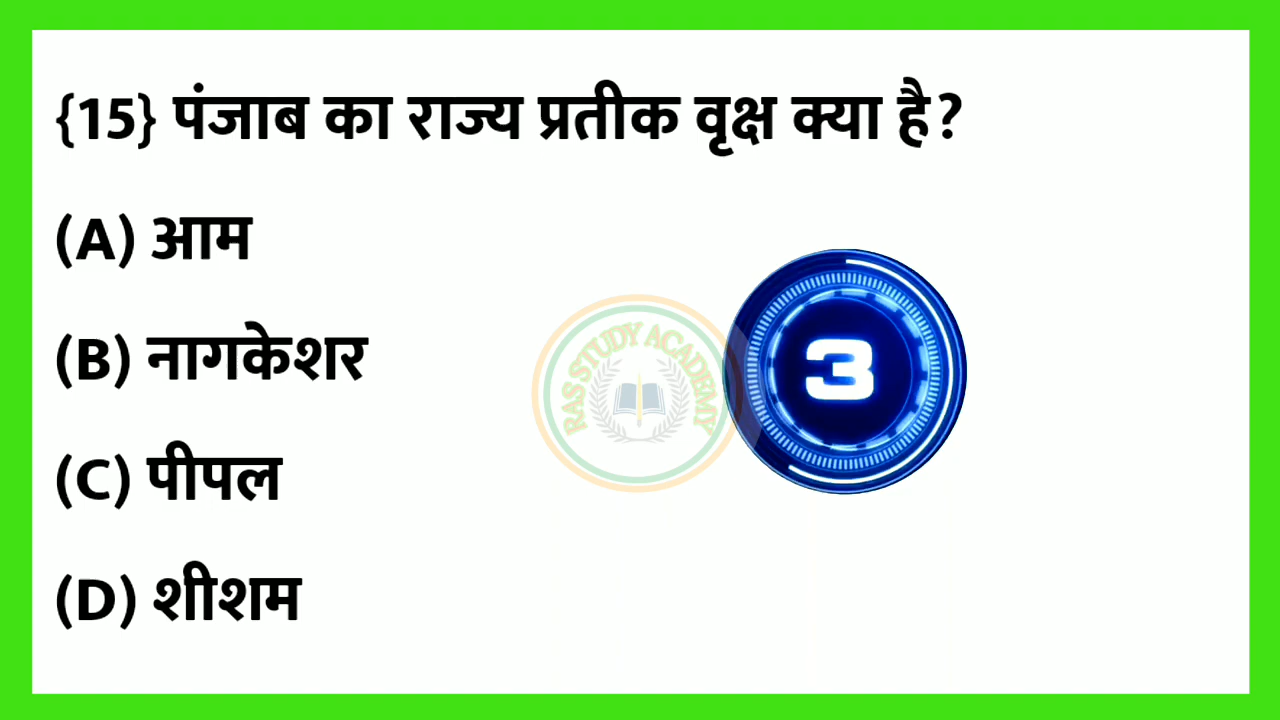 {15} पंजाब का राज्य प्रतीक वृक्ष क्या है?
(A) आम
(B) नागकेशर
(C) पीपल
(D) शीशम
RAS STUDY ACADEMY
3